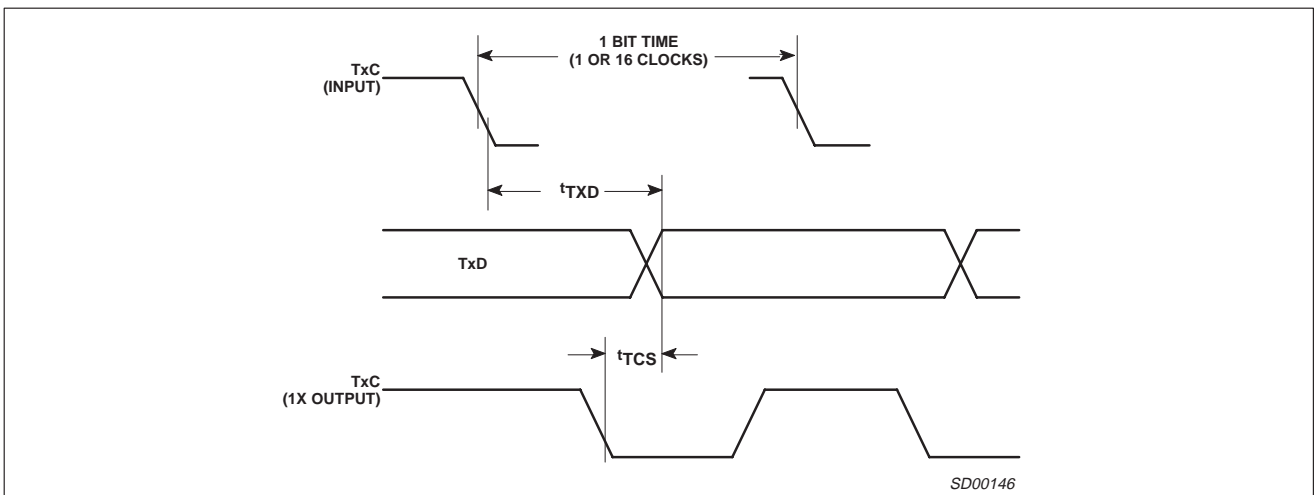 1 BIT TIME
(1 OR 16 CLOCKS)
TxC
(INPUT)
tTXD
TxD
tTCS
TxC
(1X OUTPUT)
SD00146